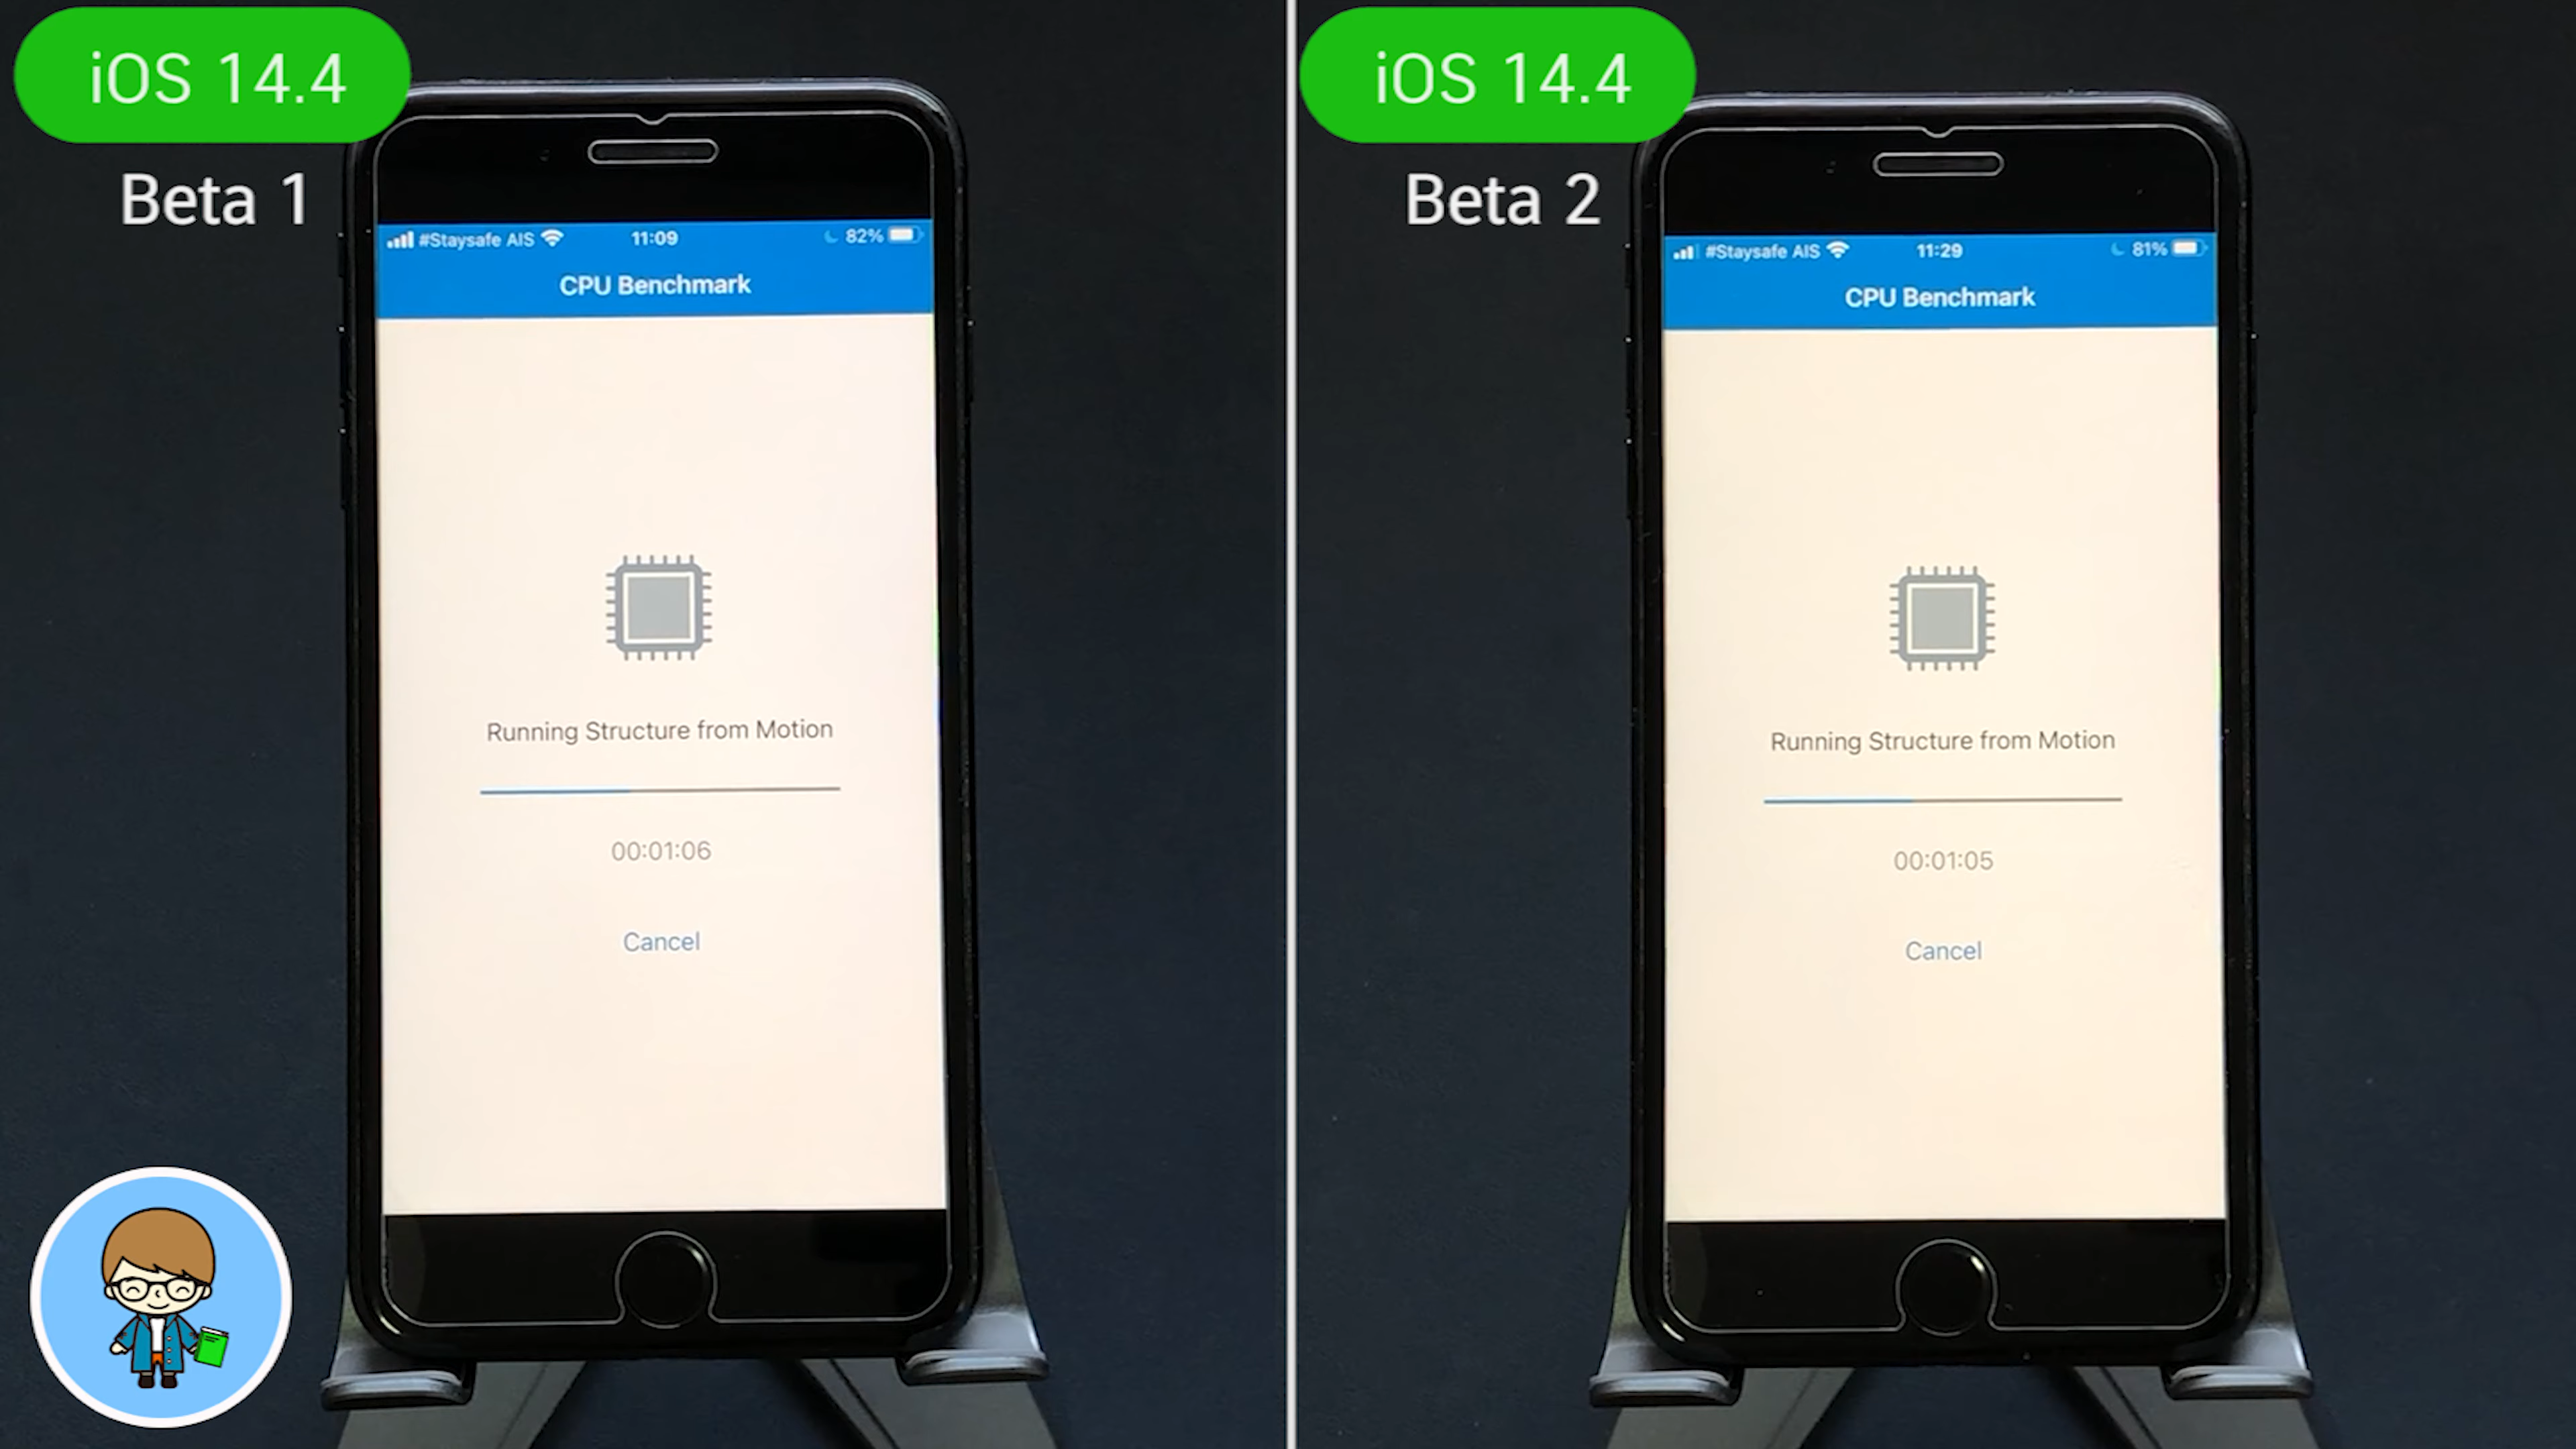 iOS 14.4
Beta 1
#Staysafe AIS 11:09 82%
CPU Benchmark
Running Structure from Motion
00:01:06
Cancel
iOS 14.4
Beta 2
#Staysafe AIS 11:29 81%
CPU Benchmark
Running Structure from Motion
00:01:05
Cancel